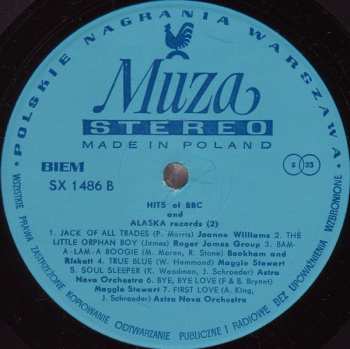 • POLSKIE NAGRANIA WARSZAWA •
Muza
STEREO
MADE IN POLAND
BIEM
SX 1486 B
S 33
HITS of BBC
and
ALASKA records (2)
1. JACK OF ALL TRADES (P. Morris) Joanne Williams 2. THE
LITTLE ORPHAN BOY (James) Roger James Group 3. BAM-
A-LAM-A BOOGIE (M. Moren, R. Stone) Bookham and
Riskett 4. TRUE BLUE (W. Hammond) Maggie Stewart
5. SOUL SLEEPER (K. Woodman, J. Schroeder) Astra
Nova Orchestra 6. BYE, BYE LOVE (F & B. Brynet)
Maggie Stewart 7. FIRST LOVE (A. King,
J. Schroeder) Astra Nova Orchestra
WSZYSTKIE PRAWA ZASTRZEŻONE KOPIOWANIE ODTWARZANIE PUBLICZNE I RADIOWE BEZ UPOWAŻNIENIA WZBRONIONE